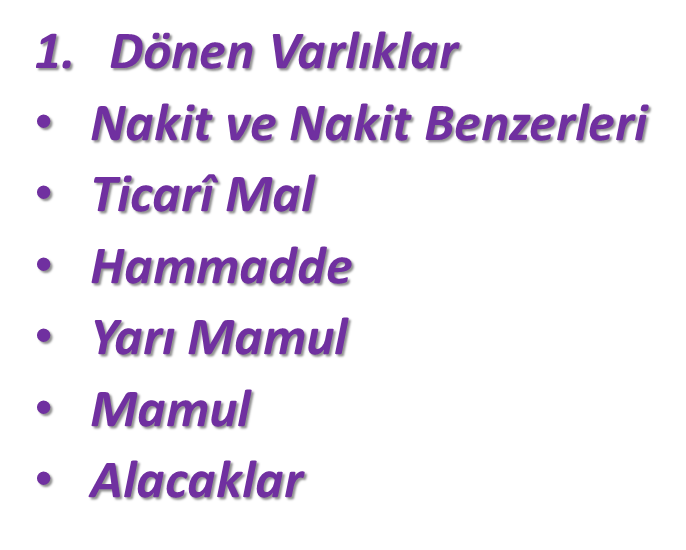 1. Dönen Varlıklar
• Nakit ve Nakit Benzerleri
• Ticarî Mal
• Hammadde
• Yarı Mamul
• Mamul
• Alacaklar